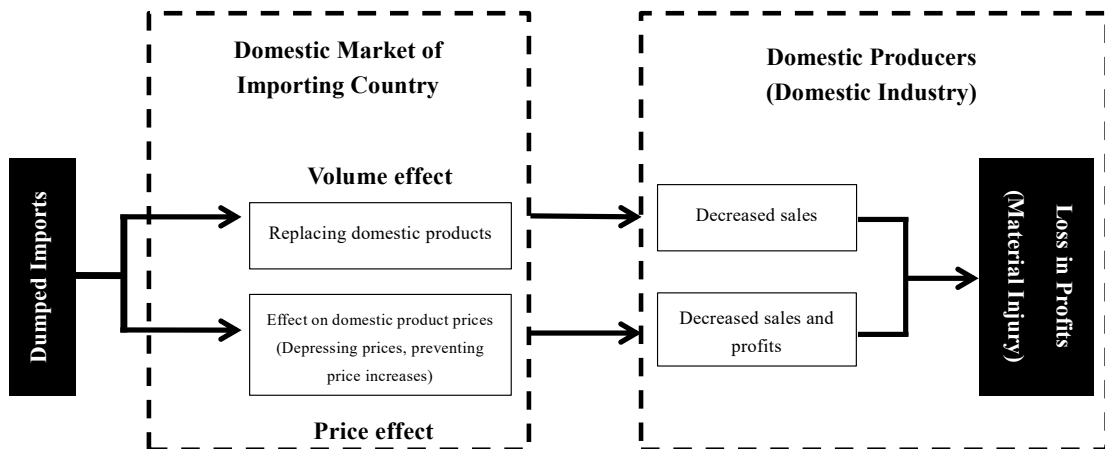 Domestic Market of
Importing Country
Domestic Producers
(Domestic Industry)
Dumped Imports
Volume effect
Replacing domestic products
Effect on domestic product prices
(Depressing prices, preventing
price increases)
Price effect
Decreased sales
Decreased sales and
profits
Loss in Profits
(Material Injury)